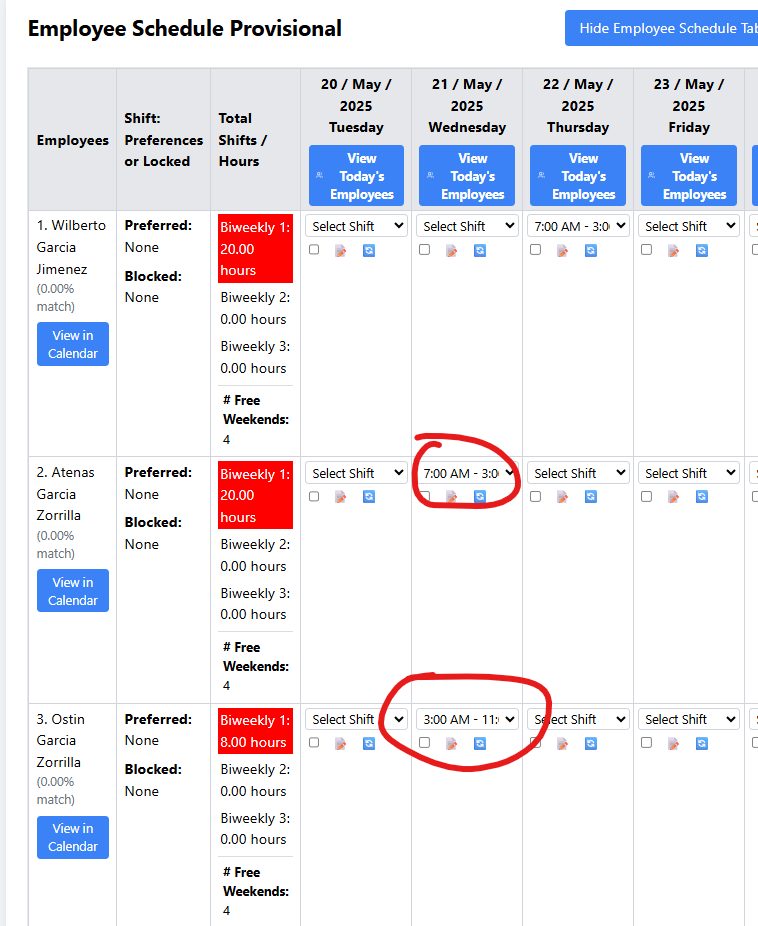 Employee Schedule Provisional
Hide Employee Schedule
Employees
Shift:
Preferences
or Locked
Total
Shifts /
Hours
20 / May /
2025
Tuesday
View
Today's
Employees
21 / May /
2025
Wednesday
View
Today's
Employees
22 / May /
2025
Thursday
View
Today's
Employees
23 / May /
2025
Friday
View
Today's
Employees
1. Wilberto
Garcia
Jimenez
(0.00%
match)
View in
Calendar
Preferred:
None
Blocked:
None
Biweekly 1:
20.00
hours
Biweekly 2:
0.00 hours
Biweekly 3:
0.00 hours
# Free
Weekends:
4
Select Shift
Select Shift
7:00 AM - 3:0
Select Shift
2. Atenas
Garcia
Zorrilla
(0.00%
match)
View in
Calendar
Preferred:
None
Blocked:
None
Biweekly 1:
20.00
hours
Biweekly 2:
0.00 hours
Biweekly 3:
0.00 hours
# Free
Weekends:
4
Select Shift
7:00 AM - 3:0
Select Shift
Select Shift
3. Ostin
Garcia
Zorrilla
(0.00%
match)
View in
Calendar
Preferred:
None
Blocked:
None
Biweekly 1:
8.00 hours
Biweekly 2:
0.00 hours
Biweekly 3:
0.00 hours
# Free
Weekends:
4
Select Shift
3:00 AM - 11:
Select Shift
Select Shift